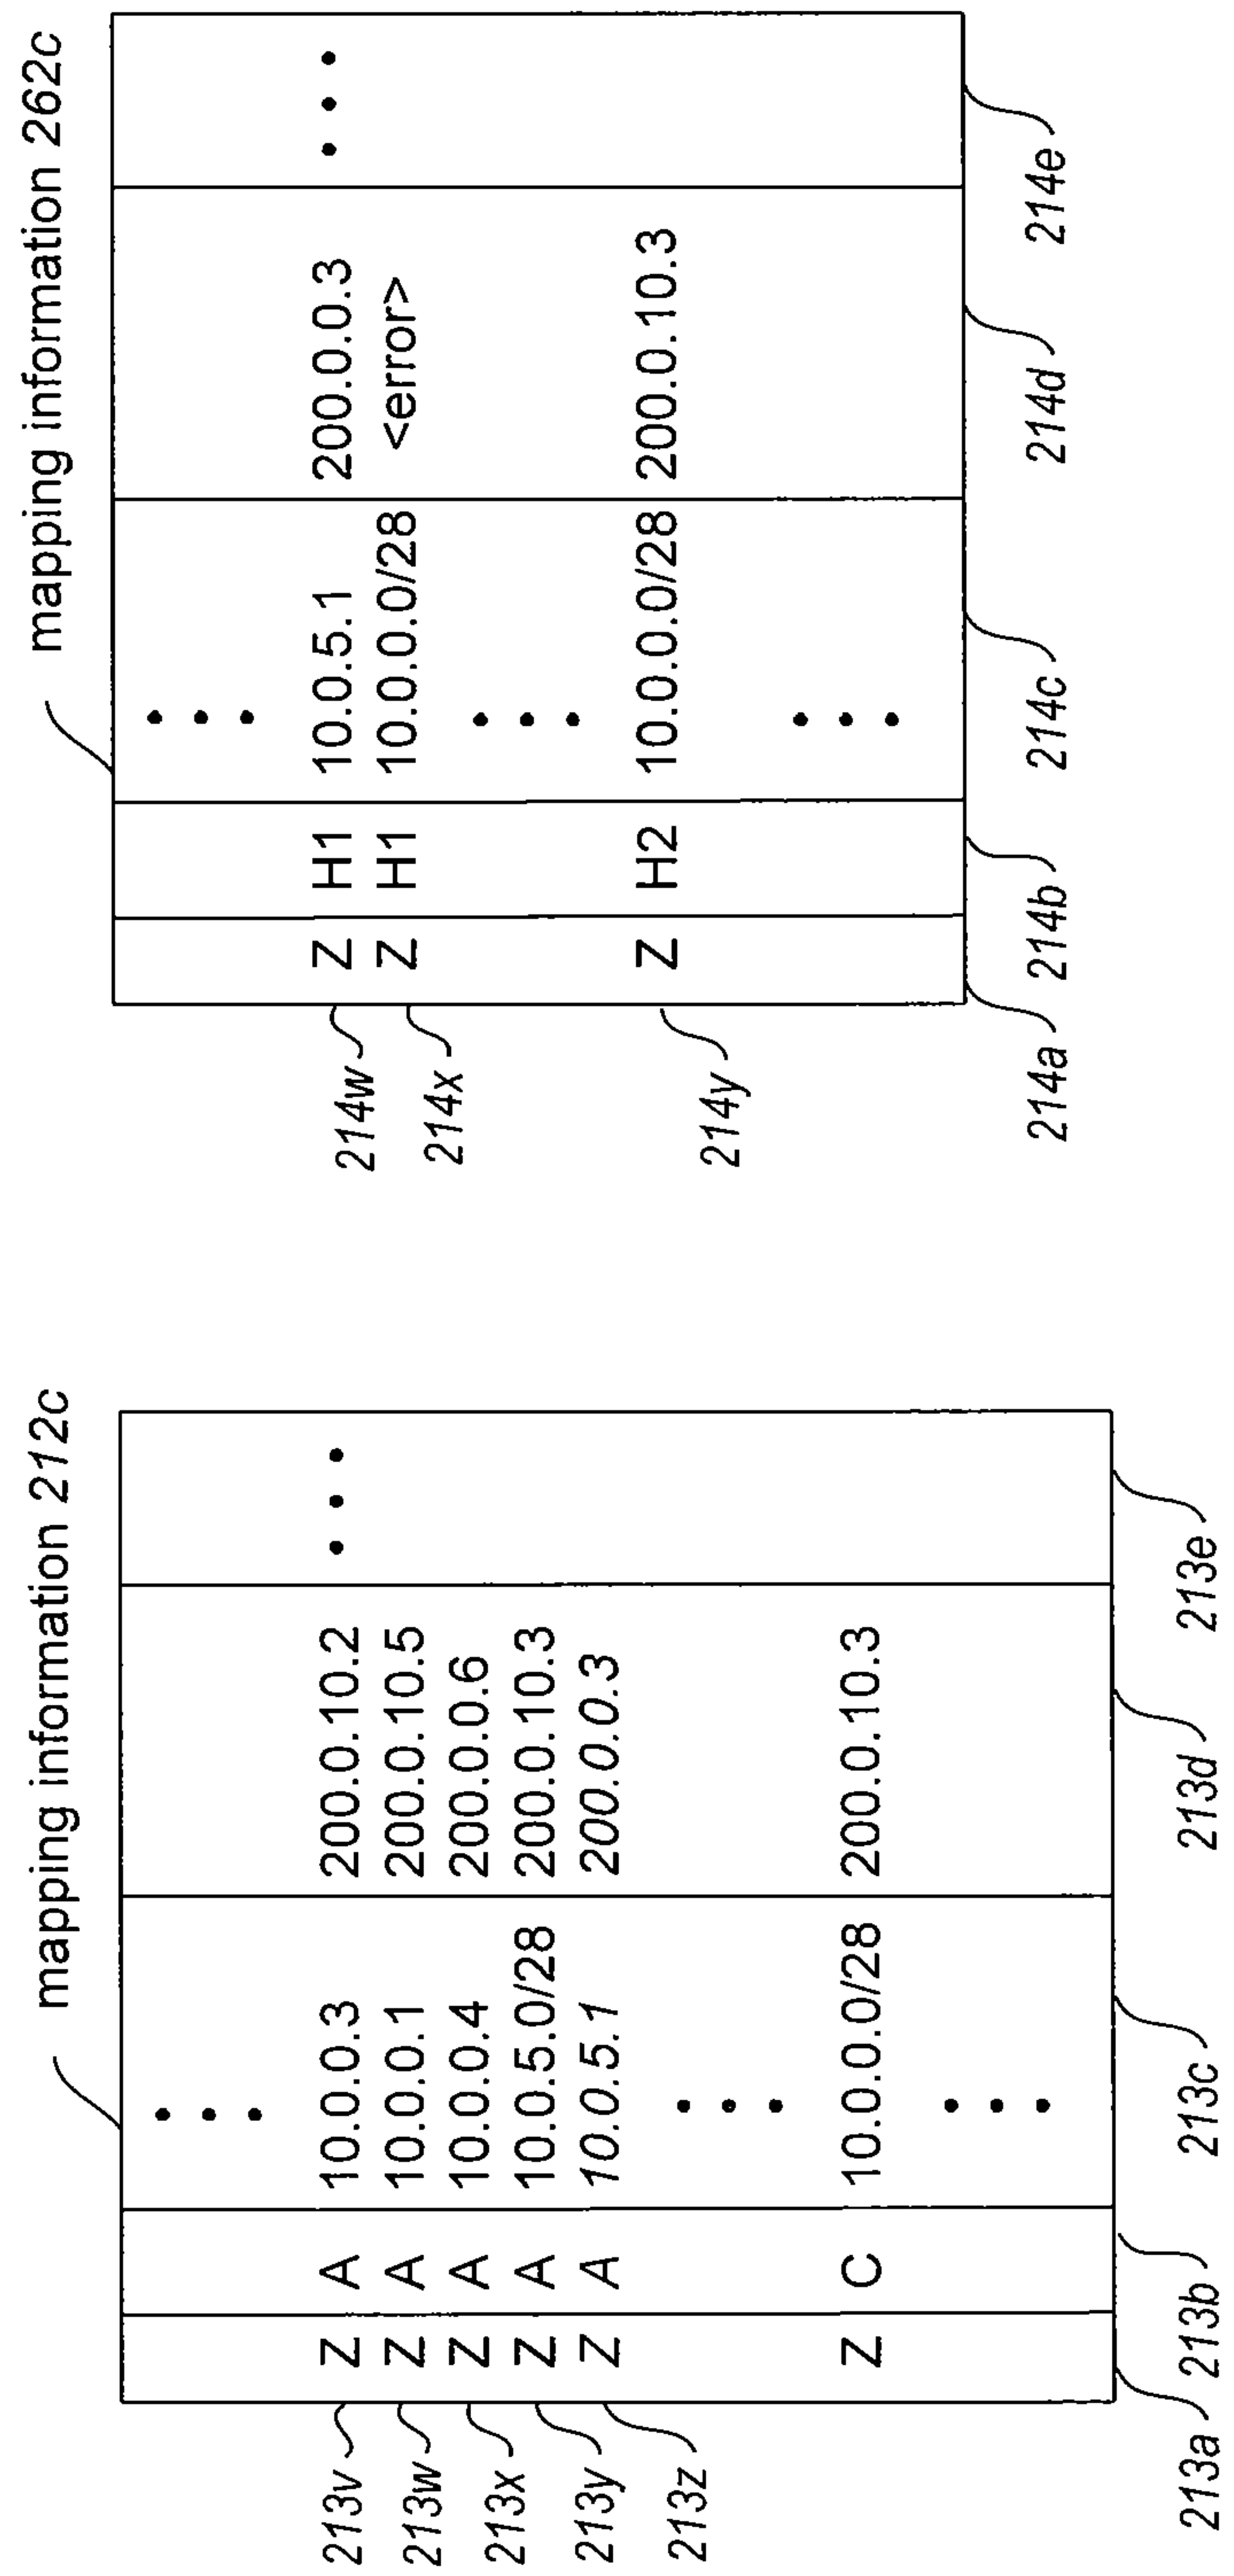 mapping information 212c
• • •
213v Z A 10.0.0.3 200.0.10.2 • • •
213w Z A 10.0.0.1 200.0.10.5
213x Z A 10.0.0.4 200.0.0.6
213y Z A 10.0.5.0/28 200.0.10.3
213z Z A 10.0.5.1 200.0.0.3
• • •
Z C 10.0.0.0/28 200.0.10.3
• • •
213a 213b 213c 213d 213e
mapping information 262c
• • •
214w Z H1 10.0.5.1 200.0.0.3 • • •
214x Z H1 10.0.0.0/28 <error>
• • •
214y Z H2 10.0.0.0/28 200.0.10.3
• • •
214a 214b 214c 214d 214e